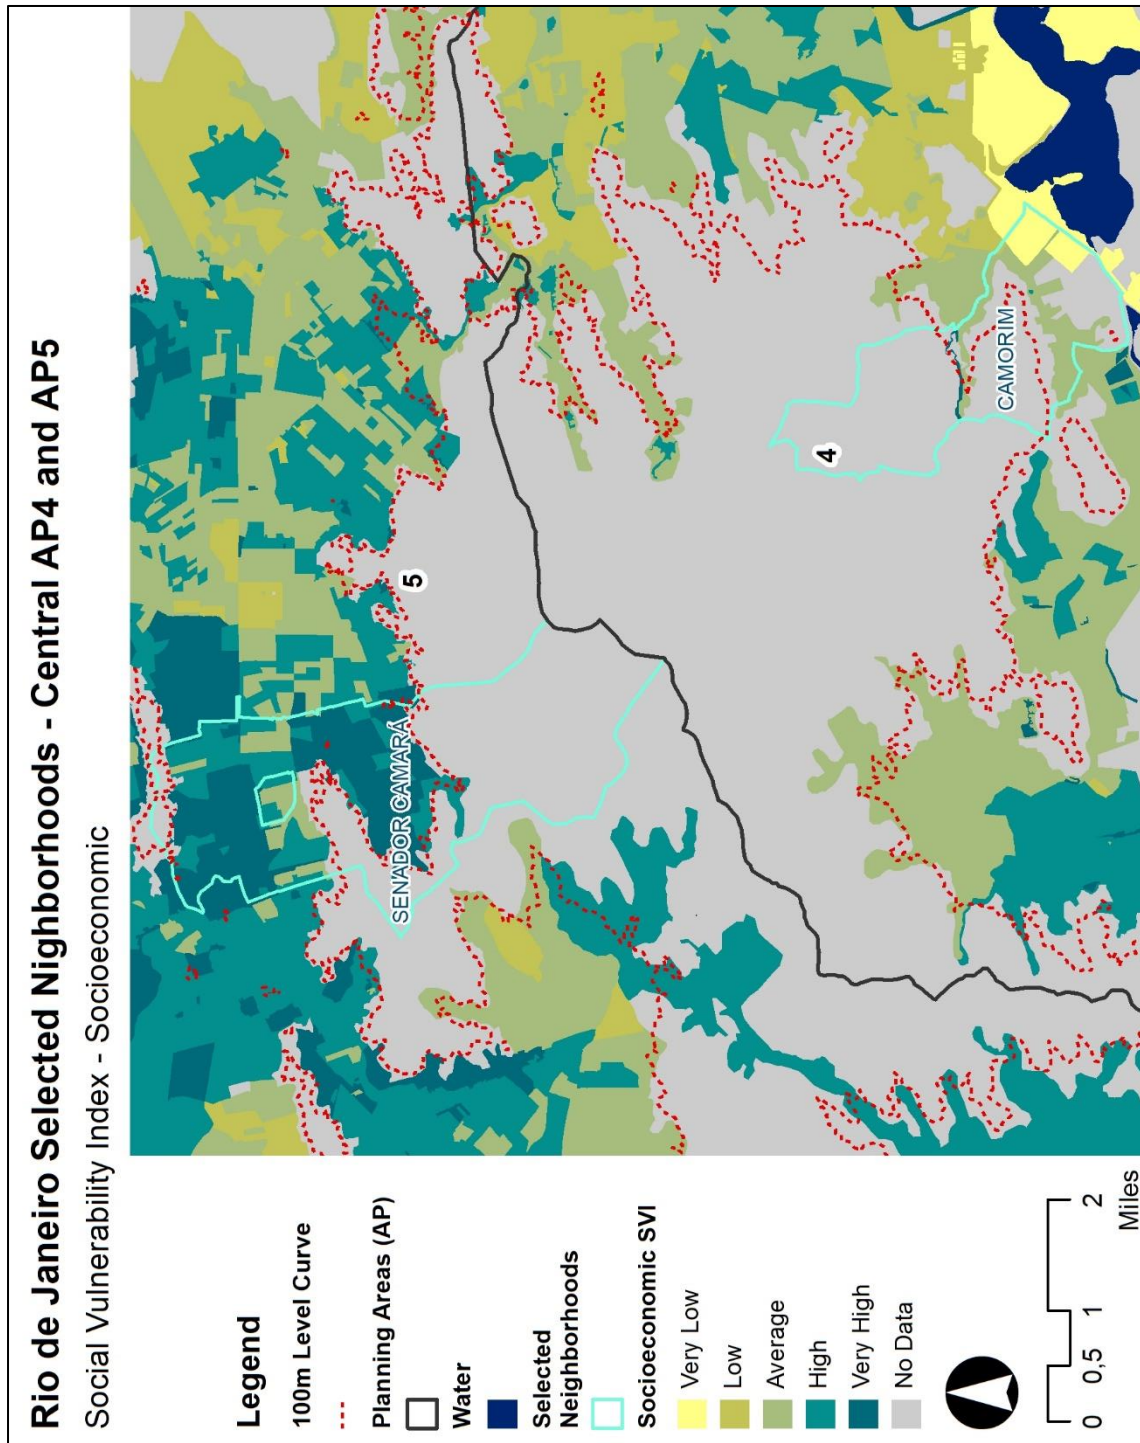 Rio de Janeiro Selected Nighborhoods - Central AP4 and AP5
Social Vulnerability Index - Socioeconomic
Legend
100m Level Curve
Planning Areas (AP)
Water
Selected
Neighborhoods
Socioeconomic SVI
Very Low
Low
Average
High
Very High
No Data
0 0,5 1 2
Miles
SENADOR CAMARÁ
5
4
CAMORIM